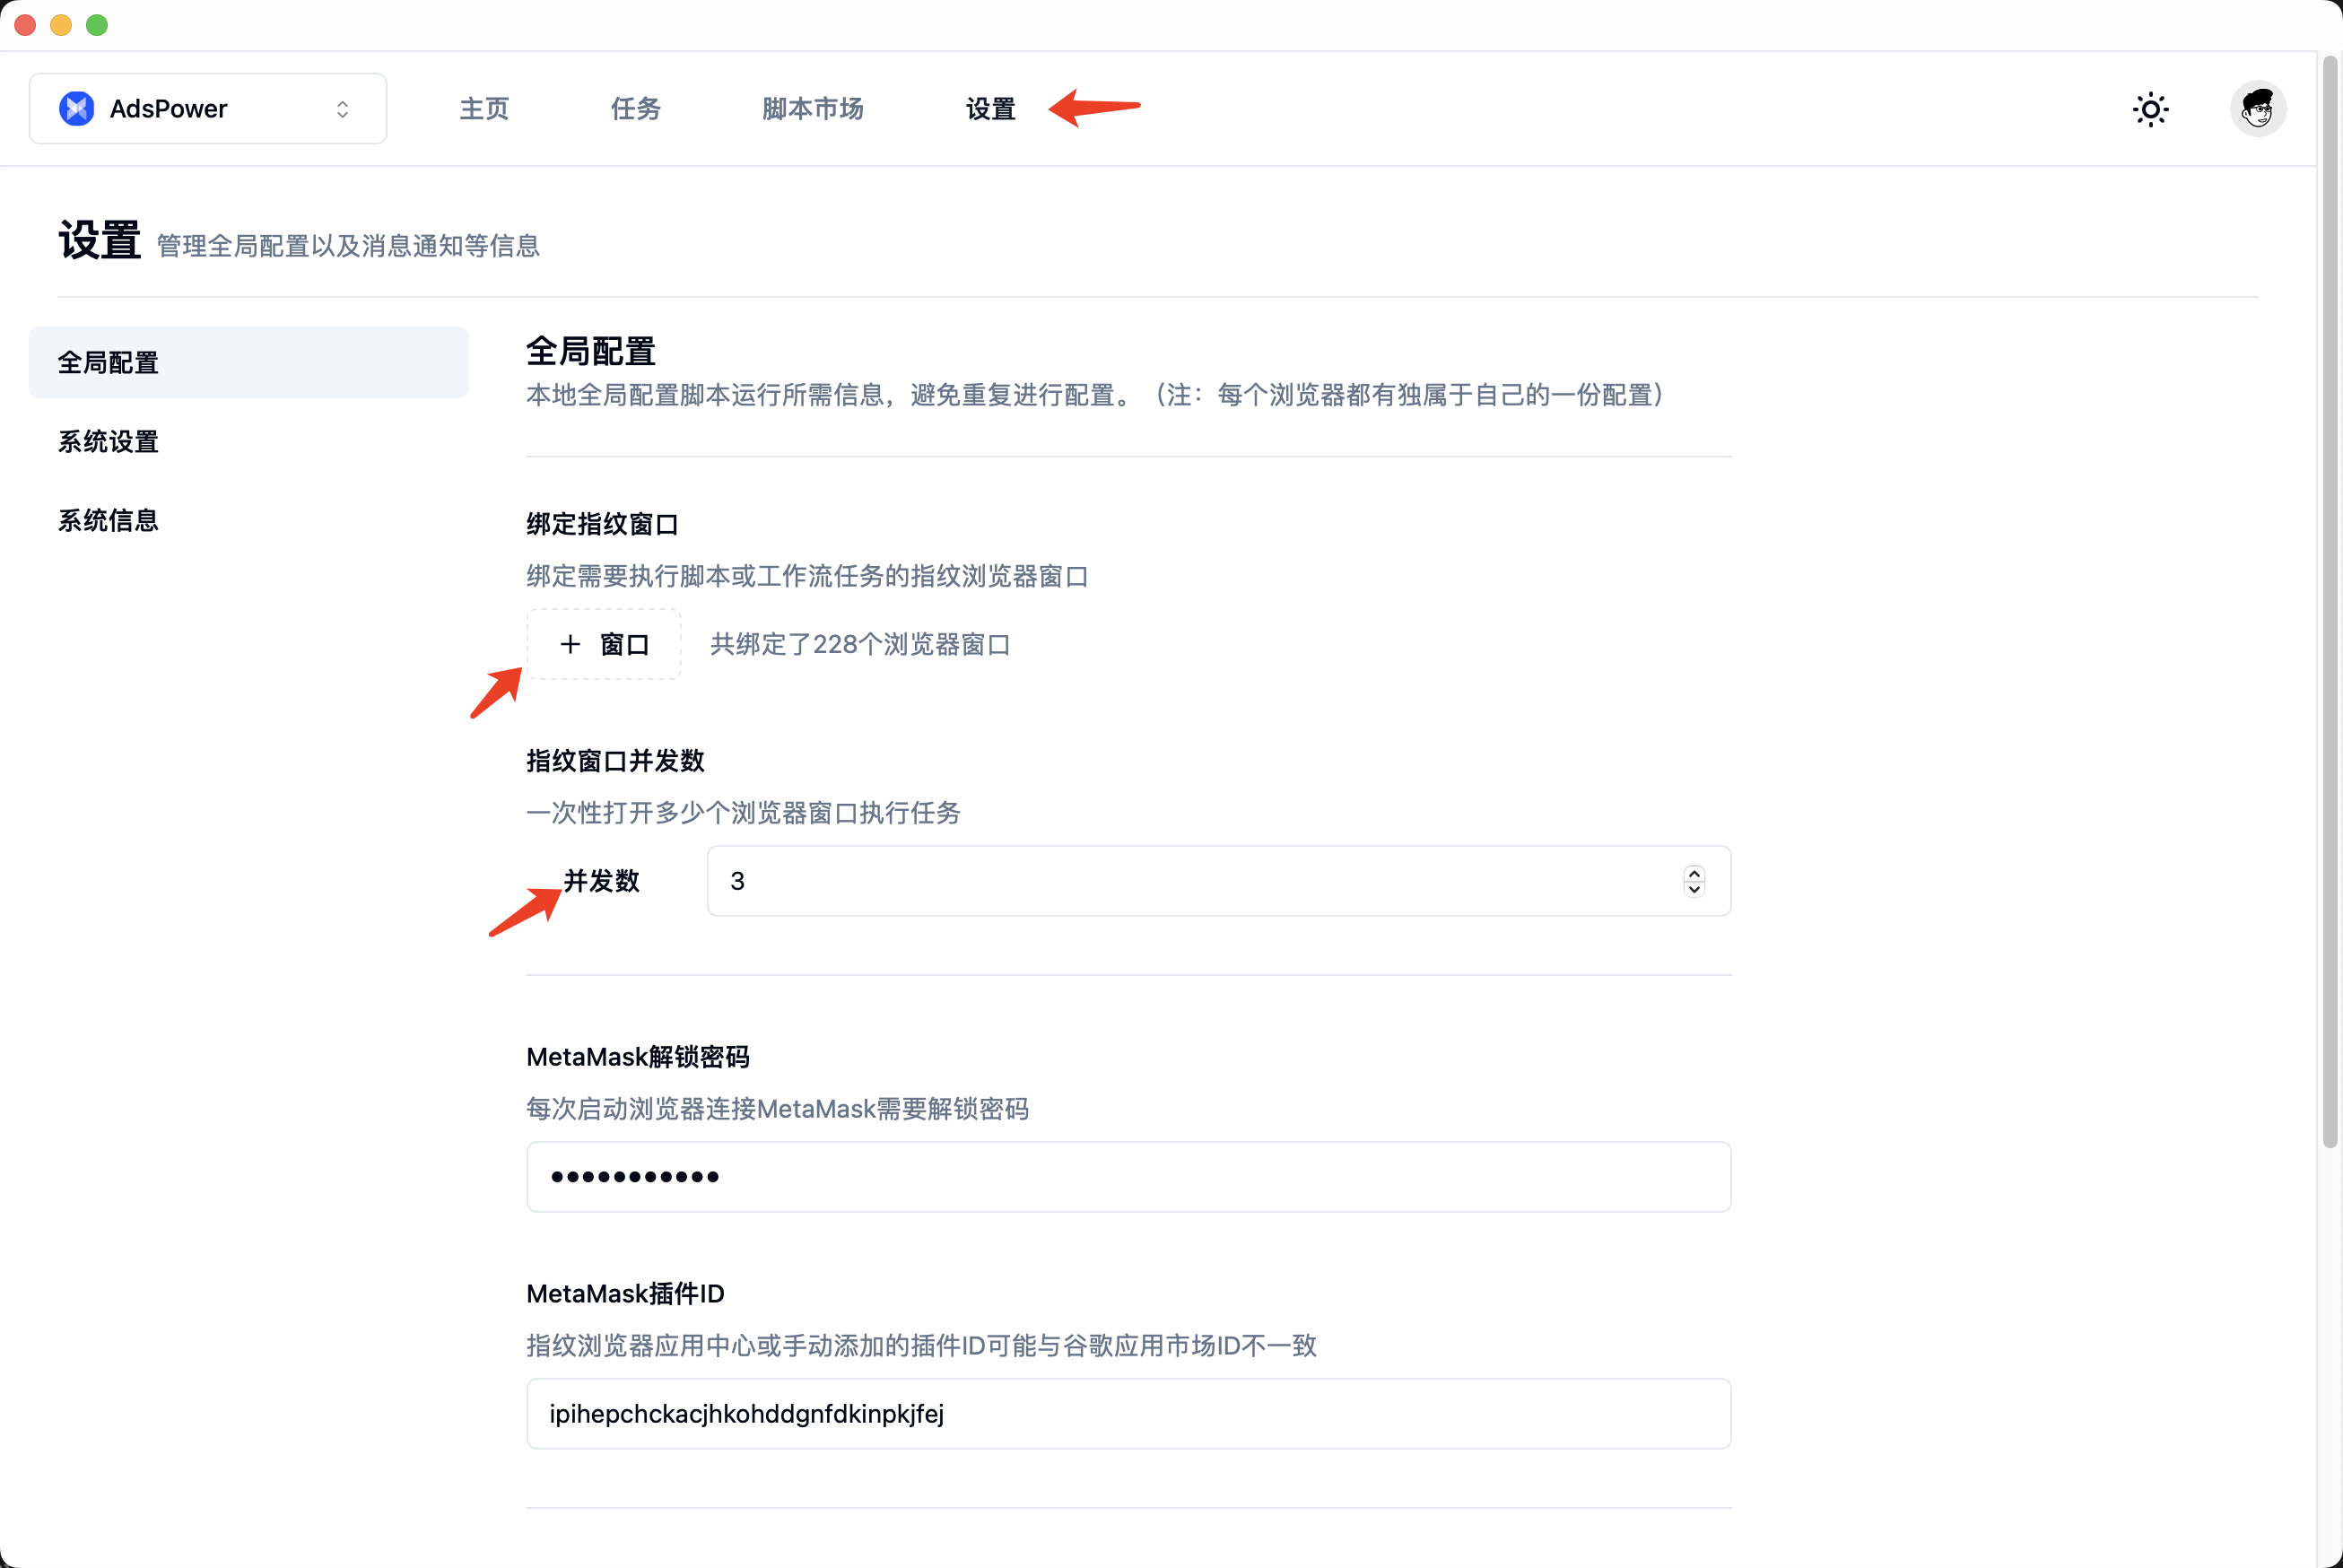 AdsPower
主页
任务
脚本市场
设置
设置 管理全局配置以及消息通知等信息
全局配置
系统设置
系统信息
全局配置
本地全局配置脚本运行所需信息，避免重复进行配置。（注：每个浏览器都有独属于自己的一份配置）
绑定指纹窗口
绑定需要执行脚本或工作流任务的指纹浏览器窗口
+ 窗口
共绑定了228个浏览器窗口
指纹窗口并发数
一次性打开多少个浏览器窗口执行任务
并发数
3
MetaMask解锁密码
每次启动浏览器连接MetaMask需要解锁密码
•••••••••••
MetaMask插件ID
指纹浏览器应用中心或手动添加的插件ID可能与谷歌应用市场ID不一致
ipihepchckacjhkohddgnfdkinpkjfej